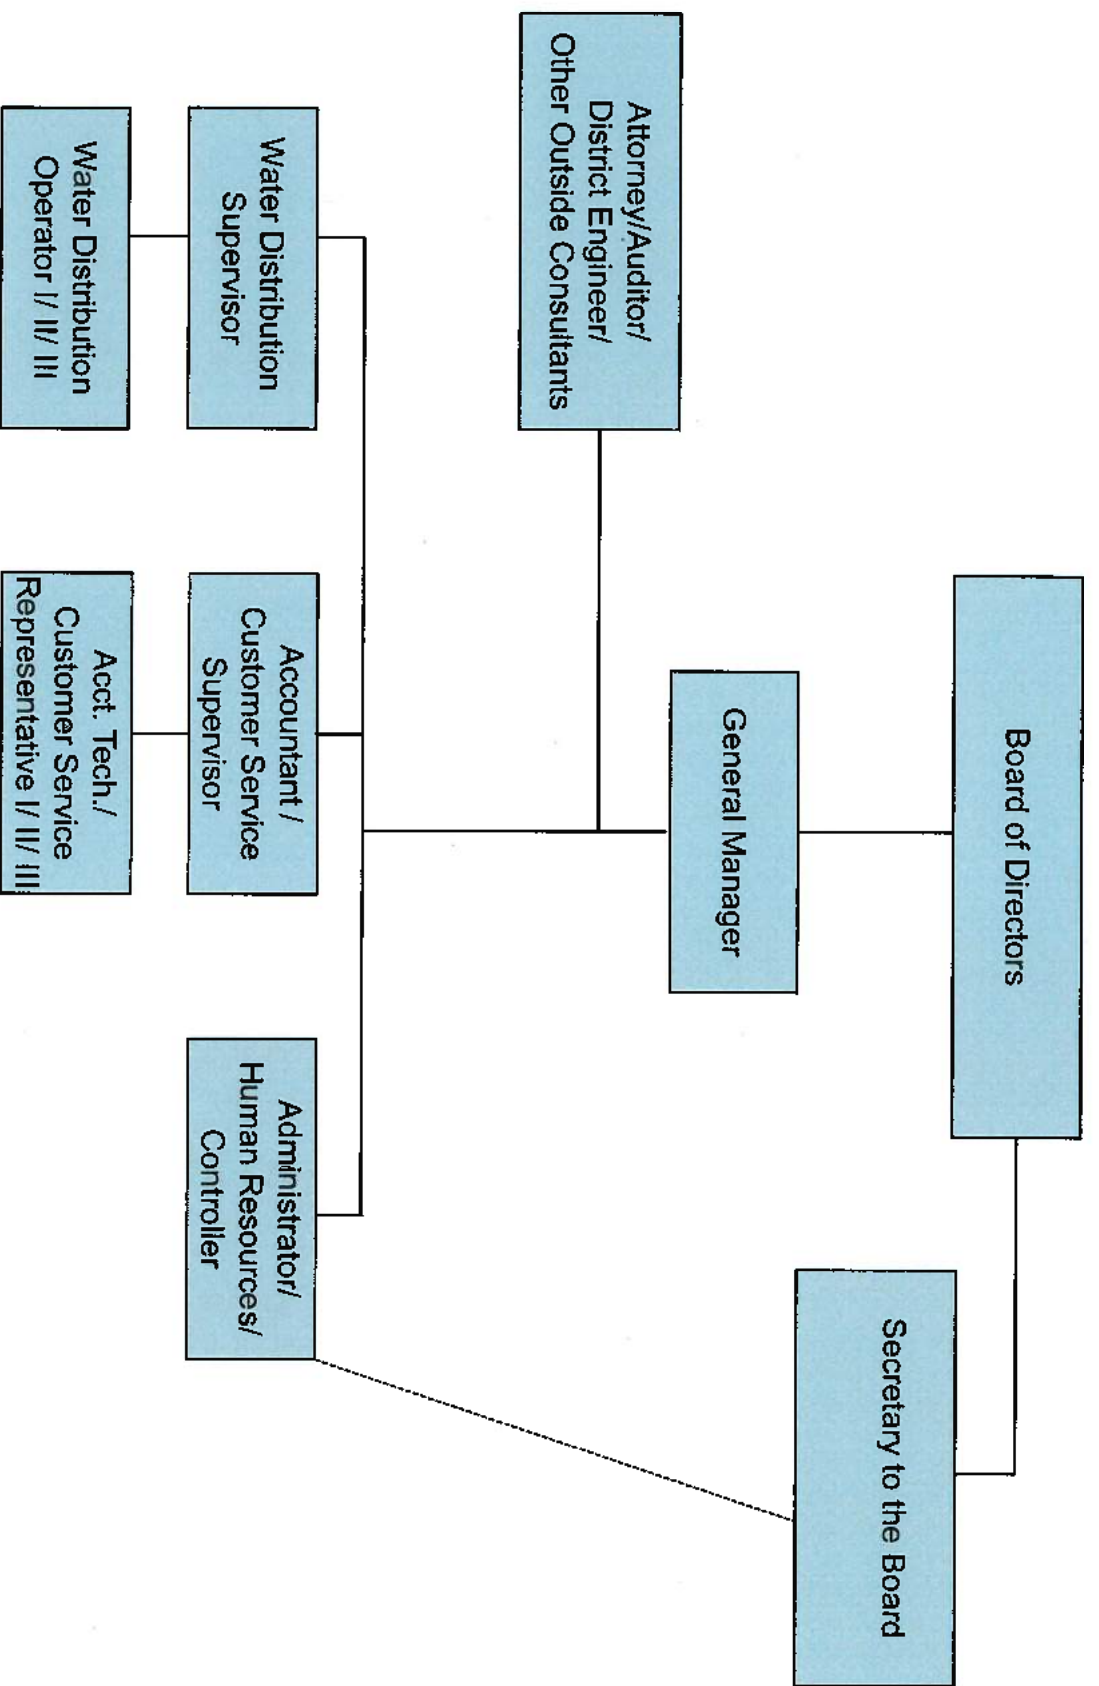 Board of Directors
Secretary to the Board
General Manager
Attorney/Auditor/
District Engineer/
Other Outside Consultants
Water Distribution
Supervisor
Accountant /
Customer Service
Supervisor
Administrator/
Human Resources/
Controller
Water Distribution
Operator I/ II/ III
Acct. Tech./
Customer Service
Representative I/ II/ III